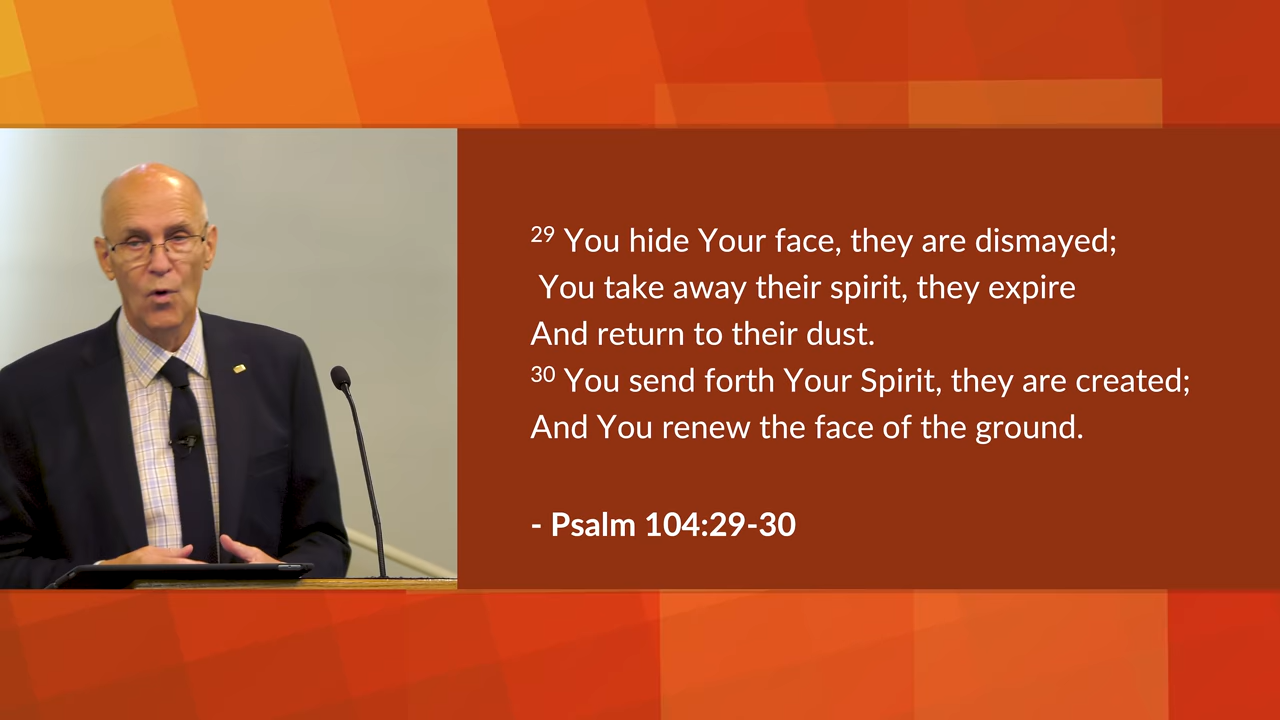 29 You hide Your face, they are dismayed;
You take away their spirit, they expire
And return to their dust.
30 You send forth Your Spirit, they are created;
And You renew the face of the ground.
- Psalm 104:29-30